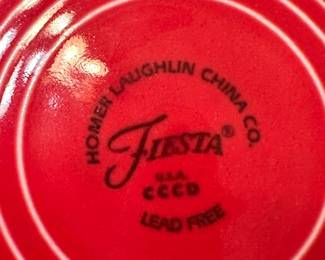 HOMER LAUGHLIN CHINA CO.
FIESTA®
U.S.A.
CCCD
LEAD FREE